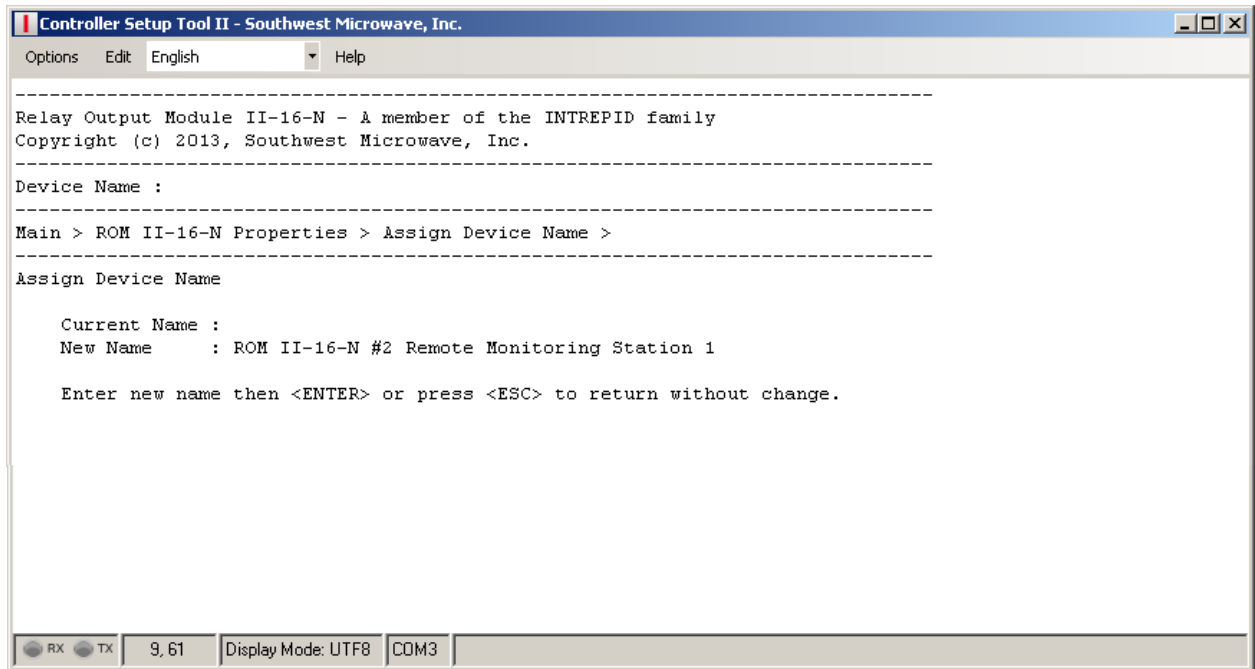 Controller Setup Tool II - Southwest Microwave, Inc.
Options Edit English Help
--------------------------------------------------------------------------------
Relay Output Module II-16-N - A member of the INTREPID family
Copyright (c) 2013, Southwest Microwave, Inc.
--------------------------------------------------------------------------------
Device Name :
--------------------------------------------------------------------------------
Main > ROM II-16-N Properties > Assign Device Name >
--------------------------------------------------------------------------------
Assign Device Name
Current Name :
New Name : ROM II-16-N #2 Remote Monitoring Station 1
Enter new name then <ENTER> or press <ESC> to return without change.
RX TX 9, 61 Display Mode: UTF8 COM3